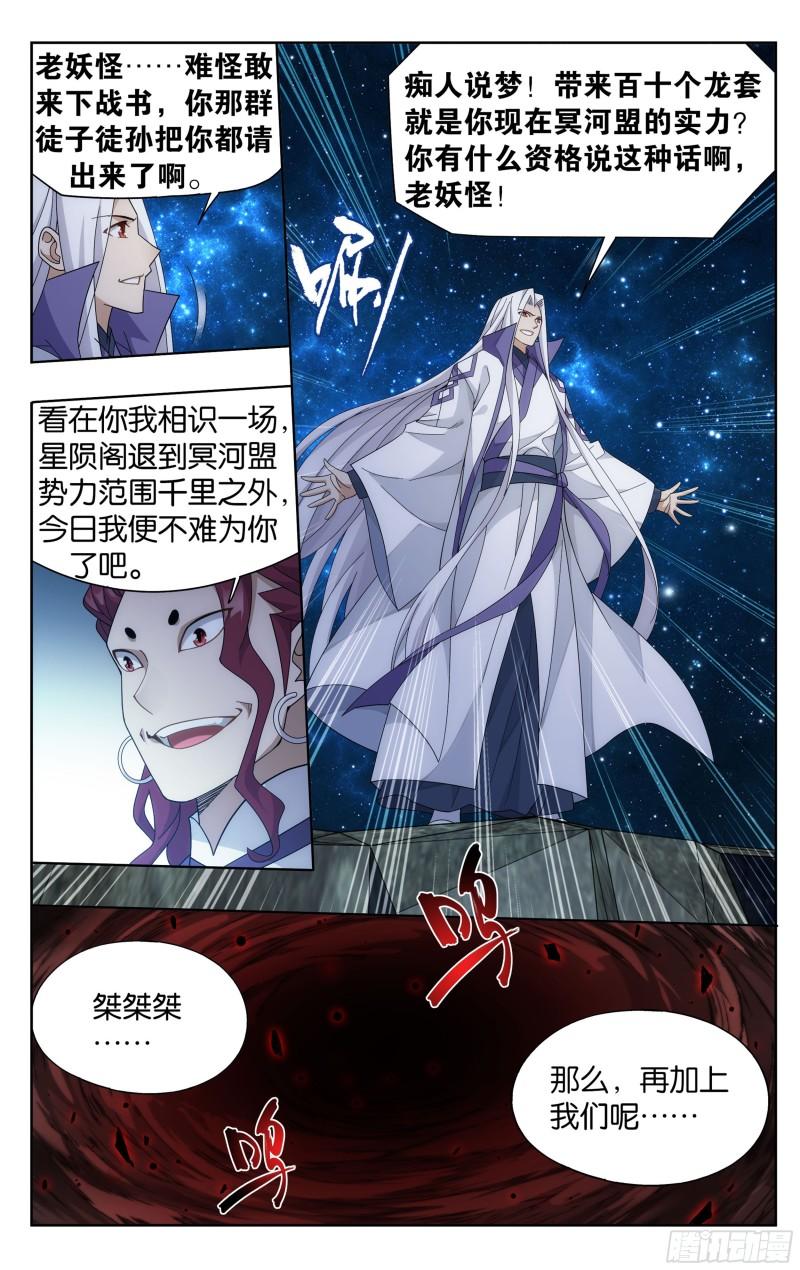 老妖怪……难怪敢
来下战书，你那群
徒子徒孙把你都请
出来了啊。
看在你我相识一场，
星陨阁退到冥河盟
势力范围千里之外，
今日我便不难为你
了吧。
痴人说梦！带来百十个龙套
就是你现在冥河盟的实力？
你有什么资格说这种话啊，
老妖怪！
唰
鸣
桀桀桀
……
那么，再加上
我们呢……
鸣
腾讯动漫